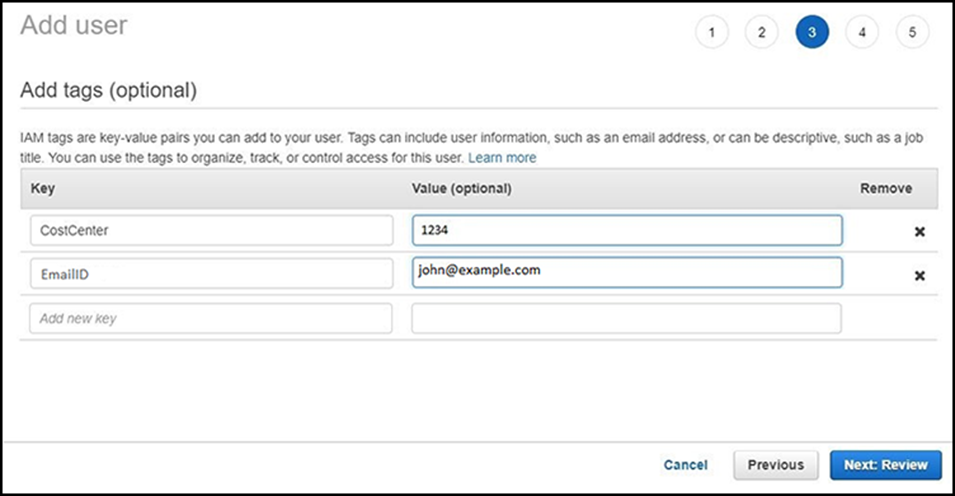 Add user
1 2 3 4 5
Add tags (optional)
IAM tags are key-value pairs you can add to your user. Tags can include user information, such as an email address, or can be descriptive, such as a job
title. You can use the tags to organize, track, or control access for this user. Learn more
Key Value (optional) Remove
CostCenter 1234 ✖
EmailID john@example.com ✖
Add new key
Cancel Previous Next: Review